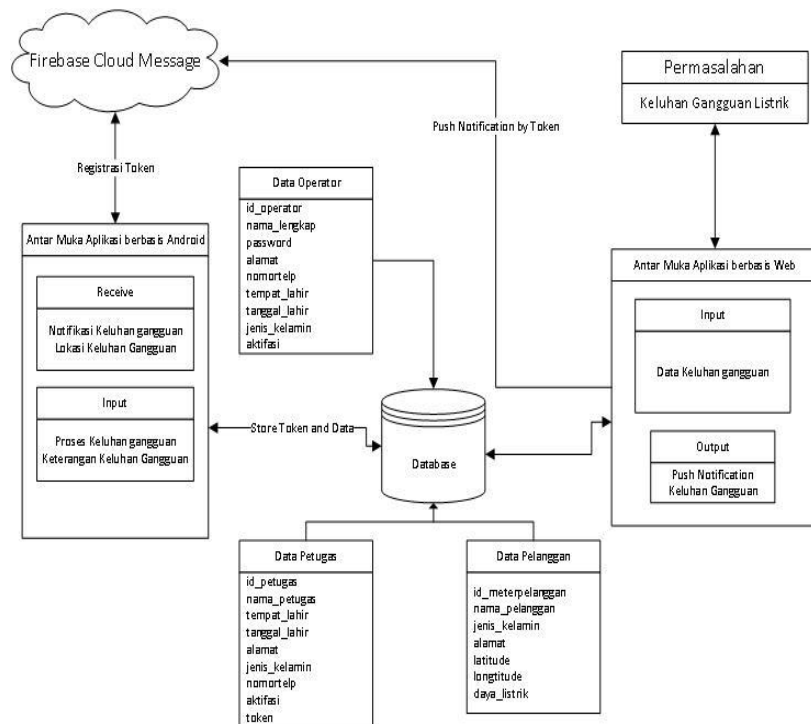 Firebase Cloud Message
Permasalahan
Keluhan Gangguan Listrik
Push Notification by Token
Registrasi Token
Data Operator
id_operator
nama_lengkap
password
alamat
nomortelp
tempat_lahir
tanggal_lahir
jenis_kelamin
aktifasi
Antar Muka Aplikasi berbasis Android
Receive
Notifikasi Keluhan gangguan
Lokasi Keluhan Gangguan
Input
Proses Keluhan gangguan
Keterangan Keluhan Gangguan
Antar Muka Aplikasi berbasis Web
Input
Data Keluhan gangguan
Output
Push Notification
Keluhan Gangguan
Store Token and Data
Database
Data Petugas
id_petugas
nama_petugas
tempat_lahir
tanggal_lahir
alamat
jenis_kelamin
nomortelp
aktifasi
token
Data Pelanggan
id_meterpelanggan
nama_pelanggan
jenis_kelamin
alamat
latitude
longtitude
daya_listrik